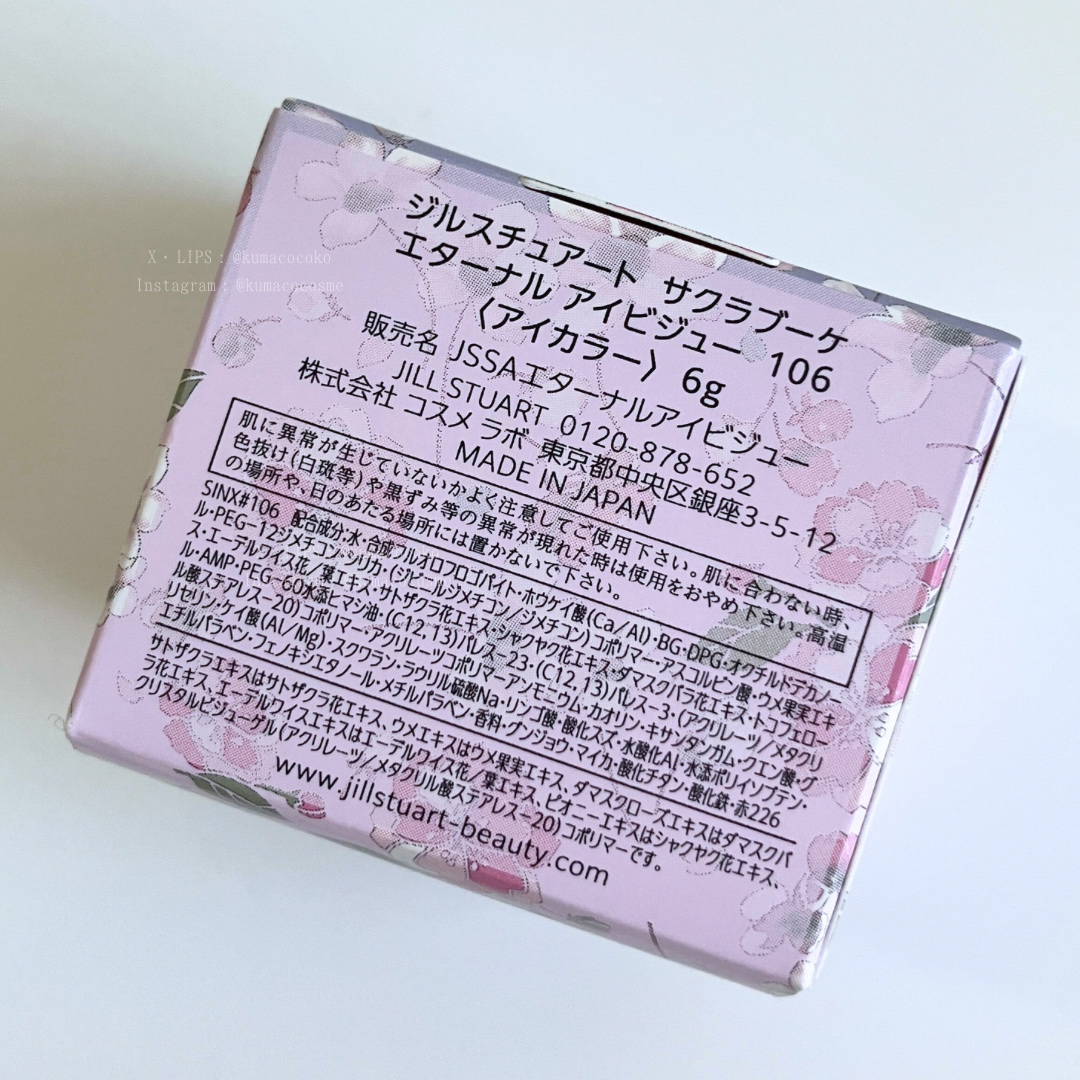 X・LIPS：@kumacocoko
Instagram：@kumacocosme
ジルスチュアート サクラブーケ
エターナル アイビジュー 106
〈アイカラー〉 6g
販売名 JSSAエターナルアイビジュー
JILL STUART 0120-878-652
株式会社 コスメ ラボ 東京都中央区銀座3-5-12
MADE IN JAPAN
肌に異常が生じていないかよく注意してご使用下さい。肌に合わない時、
色抜け(白斑等)や黒ずみ等の異常が現れた時は使用をおやめ下さい。高温
の場所や、日のあたる場所には置かないで下さい。
SINX#106 配合成分:水･合成フルオロフロゴパイト･ホウケイ酸(Ca/Al)･BG･DPG･オクチルドデカノー
ル･PEG-12ジメチコン･シリカ･(ジビニルジメチコン/ジメチコン)コポリマー･アスコルビン酸･ウメ果実エキ
ス･エーデルワイス花/葉エキス･サトザクラ花エキス･シャクヤク花エキス･ダマスクバラ花エキス･トコフェロー
ル･AMP･PEG-60水添ヒマシ油･(C12,13)パレス-23･(C12,13)パレス-3･(アクリレーツ/メタクリ
ル酸ステアレス-20)コポリマー･アクリレーツコポリマーアンモニウム･カオリン･キサンタンガム･クエン酸･グ
リセリン･ケイ酸(Al/Mg)･スクワラン･ラウリル硫酸Na･リンゴ酸･酸化スズ･水酸化Al･水添ポリイソブテン･
エチルパラベン･フェノキシエタノール･メチルパラベン･香料･グンジョウ･マイカ･酸化チタン･酸化鉄･赤226
サトザクラエキスはサトザクラ花エキス、ウメエキスはウメ果実エキス、ダマスクローズエキスはダマスクバ
ラ花エキス、エーデルワイスエキスはエーデルワイス花/葉エキス、ピオニーエキスはシャクヤク花エキス、
クリスタルビジューゲル(アクリレーツ/メタクリル酸ステアレス-20)コポリマーです。
www.jillstuart-beauty.com